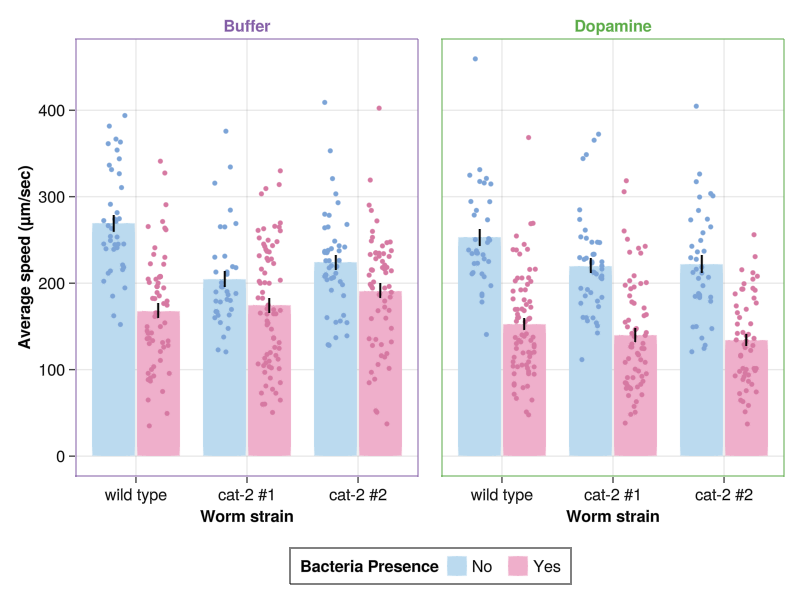 Buffer
Dopamine
Average speed (µm/sec)
400
300
200
100
0
wild type
cat-2 #1
cat-2 #2
wild type
cat-2 #1
cat-2 #2
Worm strain
Worm strain
Bacteria Presence No Yes